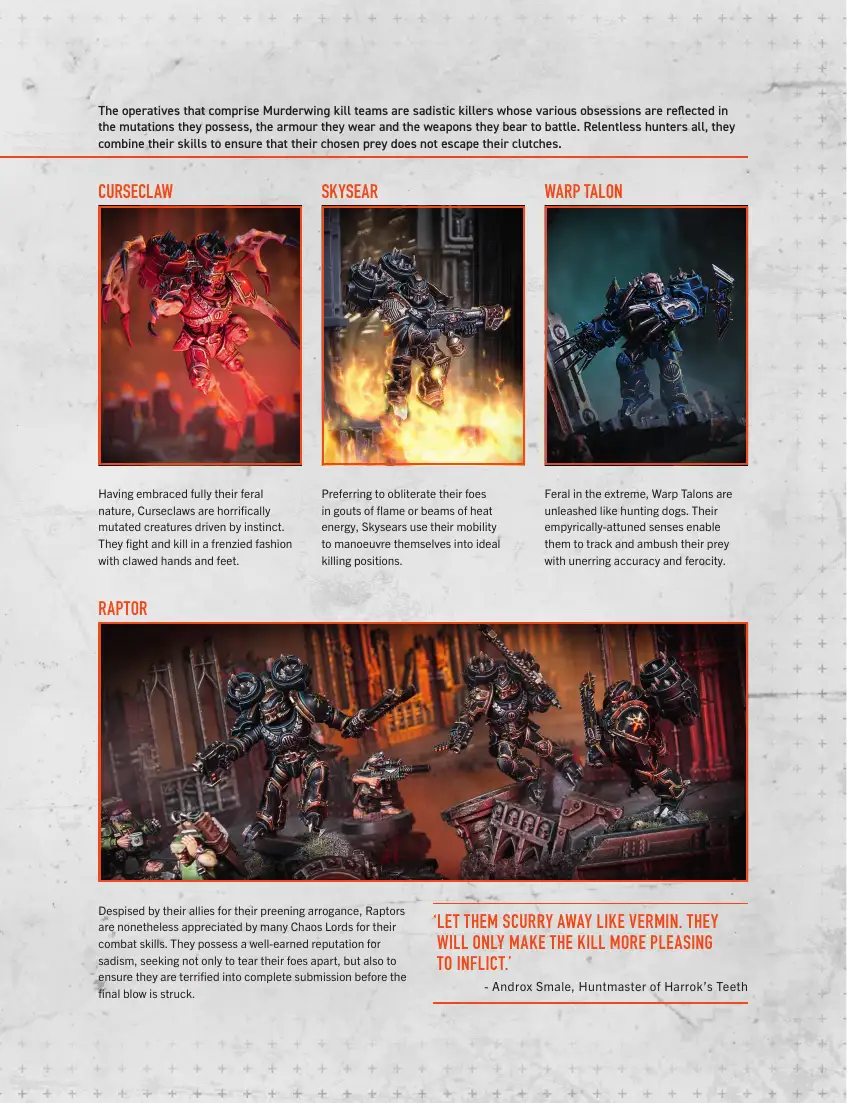 The operatives that comprise Murderwing kill teams are sadistic killers whose various obsessions are reflected in
the mutations they possess, the armour they wear and the weapons they bear to battle. Relentless hunters all, they
combine their skills to ensure that their chosen prey does not escape their clutches.
CURSECLAW
SKYSEAR
WARP TALON
Having embraced fully their feral
nature, Curseclaws are horrifically
mutated creatures driven by instinct.
They fight and kill in a frenzied fashion
with clawed hands and feet.
Preferring to obliterate their foes
in gouts of flame or beams of heat
energy, Skysears use their mobility
to manoeuvre themselves into ideal
killing positions.
Feral in the extreme, Warp Talons are
unleashed like hunting dogs. Their
empyrically-attuned senses enable
them to track and ambush their prey
with unerring accuracy and ferocity.
RAPTOR
Despised by their allies for their preening arrogance, Raptors
are nonetheless appreciated by many Chaos Lords for their
combat skills. They possess a well-earned reputation for
sadism, seeking not only to tear their foes apart, but also to
ensure they are terrified into complete submission before the
final blow is struck.
‘LET THEM SCURRY AWAY LIKE VERMIN. THEY
WILL ONLY MAKE THE KILL MORE PLEASING
TO INFLICT.’
- Androx Smale, Huntmaster of Harrok’s Teeth